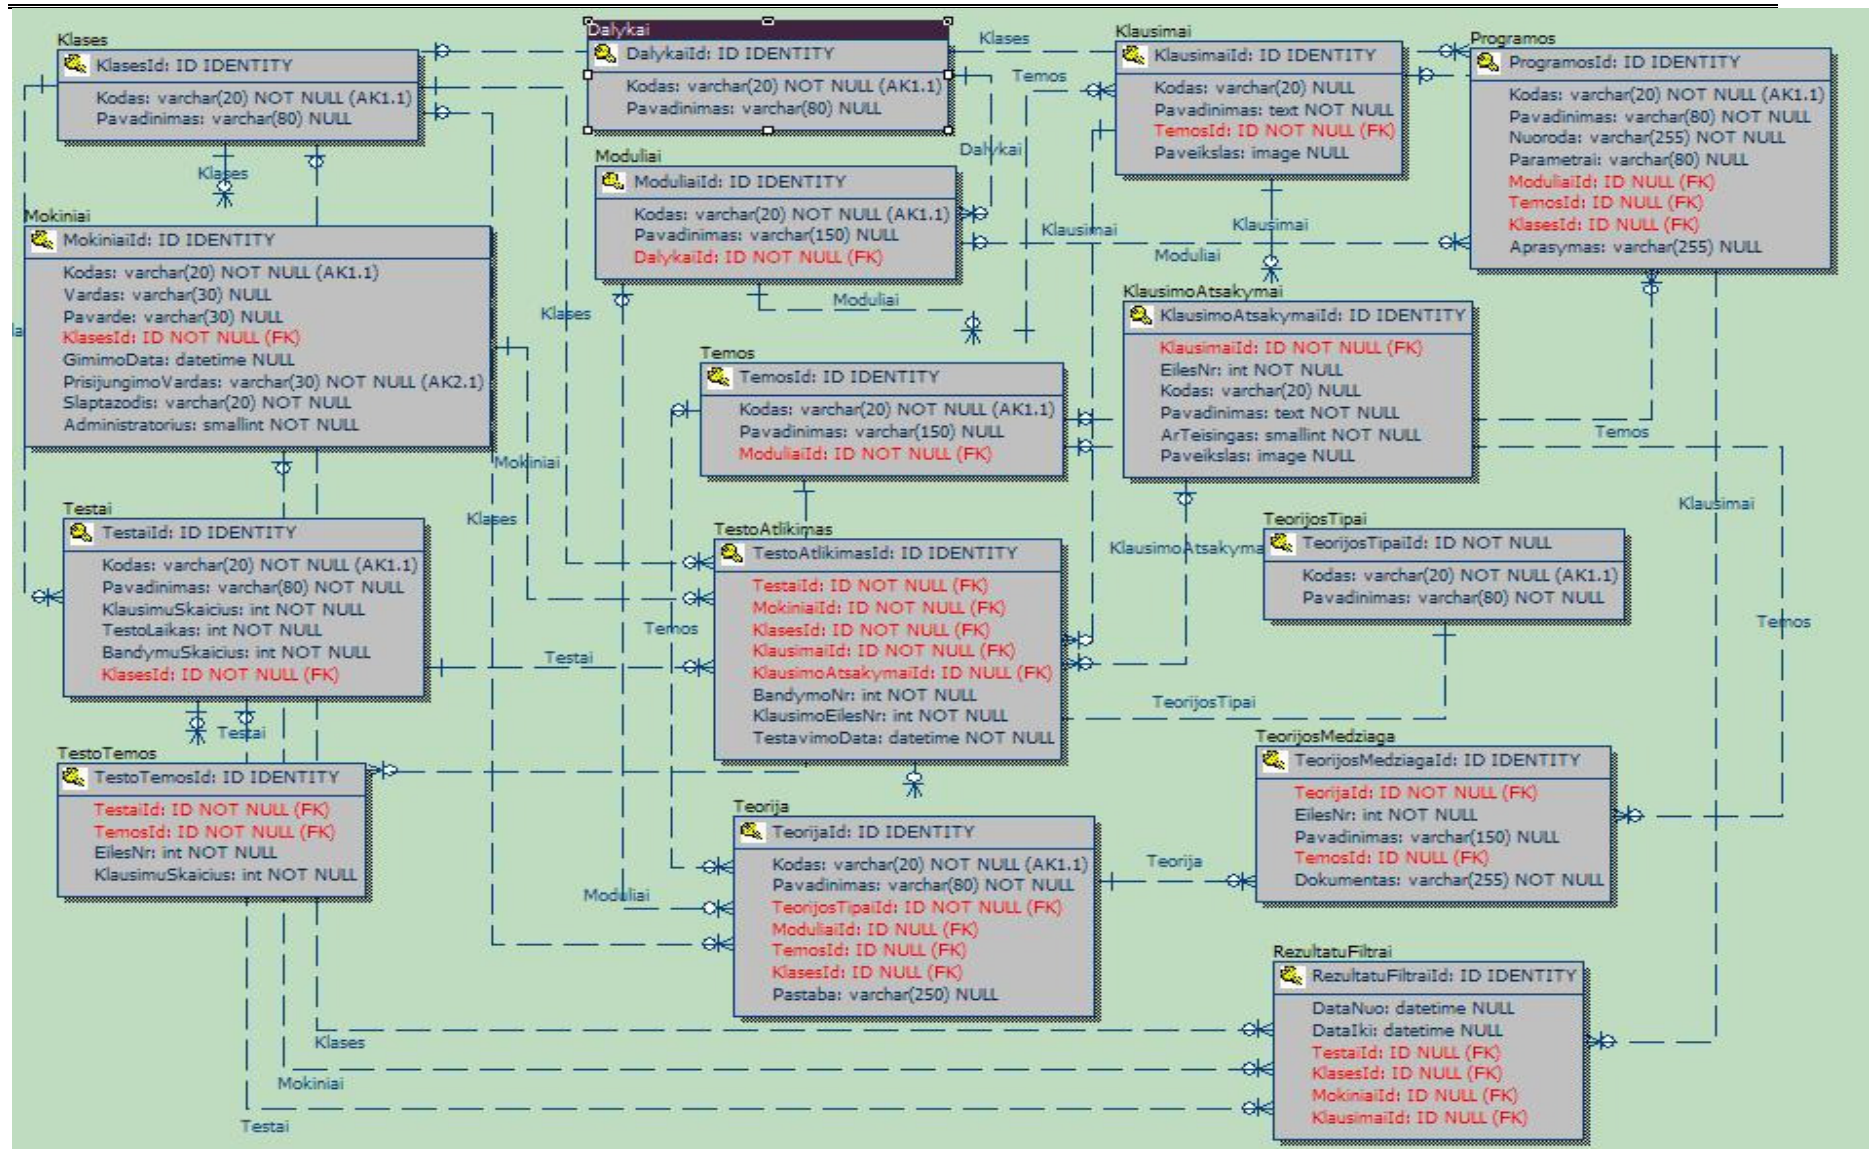 Klases
KlasesId: ID IDENTITY
Kodas: varchar(20) NOT NULL (AK1.1)
Pavadinimas: varchar(80) NULL
Dalykai
DalykaiId: ID IDENTITY
Kodas: varchar(20) NOT NULL (AK1.1)
Pavadinimas: varchar(80) NULL
Klases
Temos
Klausimai
KlausimaiId: ID IDENTITY
Kodas: varchar(20) NULL
Pavadinimas: text NOT NULL
TemosId: ID NOT NULL (FK)
Paveikslas: image NULL
Programos
ProgramosId: ID IDENTITY
Kodas: varchar(20) NOT NULL (AK1.1)
Pavadinimas: varchar(80) NOT NULL
Nuoroda: varchar(255) NOT NULL
Parametrai: varchar(80) NULL
ModuliaiId: ID NULL (FK)
TemosId: ID NULL (FK)
KlasesId: ID NULL (FK)
Aprasymas: varchar(255) NULL
Klases
Dalykai
Moduliai
ModuliaiId: ID IDENTITY
Kodas: varchar(20) NOT NULL (AK1.1)
Pavadinimas: varchar(150) NULL
DalykaiId: ID NOT NULL (FK)
Klausimai
Klausimai
Moduliai
Mokiniai
MokiniaiId: ID IDENTITY
Kodas: varchar(20) NOT NULL (AK1.1)
Vardas: varchar(30) NULL
Pavarde: varchar(30) NULL
KlasesId: ID NOT NULL (FK)
GimimoData: datetime NULL
PrisijungimoVardas: varchar(30) NOT NULL (AK2.1)
Slaptazodis: varchar(20) NOT NULL
Administratorius: smallint NOT NULL
Klases
Moduliai
KlausimoAtsakymai
KlausimoAtsakymaiId: ID IDENTITY
KlausimaiId: ID NOT NULL (FK)
EilesNr: int NOT NULL
Kodas: varchar(20) NULL
Pavadinimas: text NOT NULL
ArTeisingas: smallint NOT NULL
Paveikslas: image NULL
Temos
TemosId: ID IDENTITY
Kodas: varchar(20) NOT NULL (AK1.1)
Pavadinimas: varchar(150) NULL
ModuliaiId: ID NOT NULL (FK)
Temos
Mokiniai
Klausimai
Klases
Testai
TestaiId: ID IDENTITY
Kodas: varchar(20) NOT NULL (AK1.1)
Pavadinimas: varchar(80) NOT NULL
KlausimuSkaicius: int NOT NULL
TestoLaikas: int NOT NULL
BandymuSkaicius: int NOT NULL
KlasesId: ID NOT NULL (FK)
TestoAtlikimas
TestoAtlikimasId: ID IDENTITY
TestaiId: ID NOT NULL (FK)
MokiniaiId: ID NOT NULL (FK)
KlasesId: ID NOT NULL (FK)
KlausimaiId: ID NOT NULL (FK)
KlausimoAtsakymaiId: ID NULL (FK)
BandymoNr: int NOT NULL
KlausimoEilesNr: int NOT NULL
TestavimoData: datetime NOT NULL
KlausimoAtsakyma
TeorijosTipai
TeorijosTipaiId: ID NOT NULL
Kodas: varchar(20) NOT NULL (AK1.1)
Pavadinimas: varchar(80) NULL
Temos
Temos
Testai
TeorijosTipai
Testai
TestoTemos
TestoTemosId: ID IDENTITY
TestaiId: ID NOT NULL (FK)
TemosId: ID NOT NULL (FK)
EilesNr: int NOT NULL
KlausimuSkaicius: int NOT NULL
TeorijosMedziaga
TeorijosMedziagaId: ID IDENTITY
TeorijaId: ID NOT NULL (FK)
EilesNr: int NOT NULL
Pavadinimas: varchar(150) NULL
TemosId: ID NULL (FK)
Dokumentas: varchar(255) NOT NULL
Teorija
TeorijaId: ID IDENTITY
Kodas: varchar(20) NOT NULL (AK1.1)
Pavadinimas: varchar(80) NOT NULL
TeorijosTipaiId: ID NOT NULL (FK)
ModuliaiId: ID NULL (FK)
TemosId: ID NULL (FK)
KlasesId: ID NULL (FK)
Pastaba: varchar(250) NULL
Teorija
Moduliai
RezultatuFiltrai
RezultatuFiltraiId: ID IDENTITY
DataNuo: datetime NULL
DataIki: datetime NULL
TestaiId: ID NULL (FK)
KlasesId: ID NULL (FK)
MokiniaiId: ID NULL (FK)
KlausimaiId: ID NULL (FK)
Klases
Mokiniai
Testai